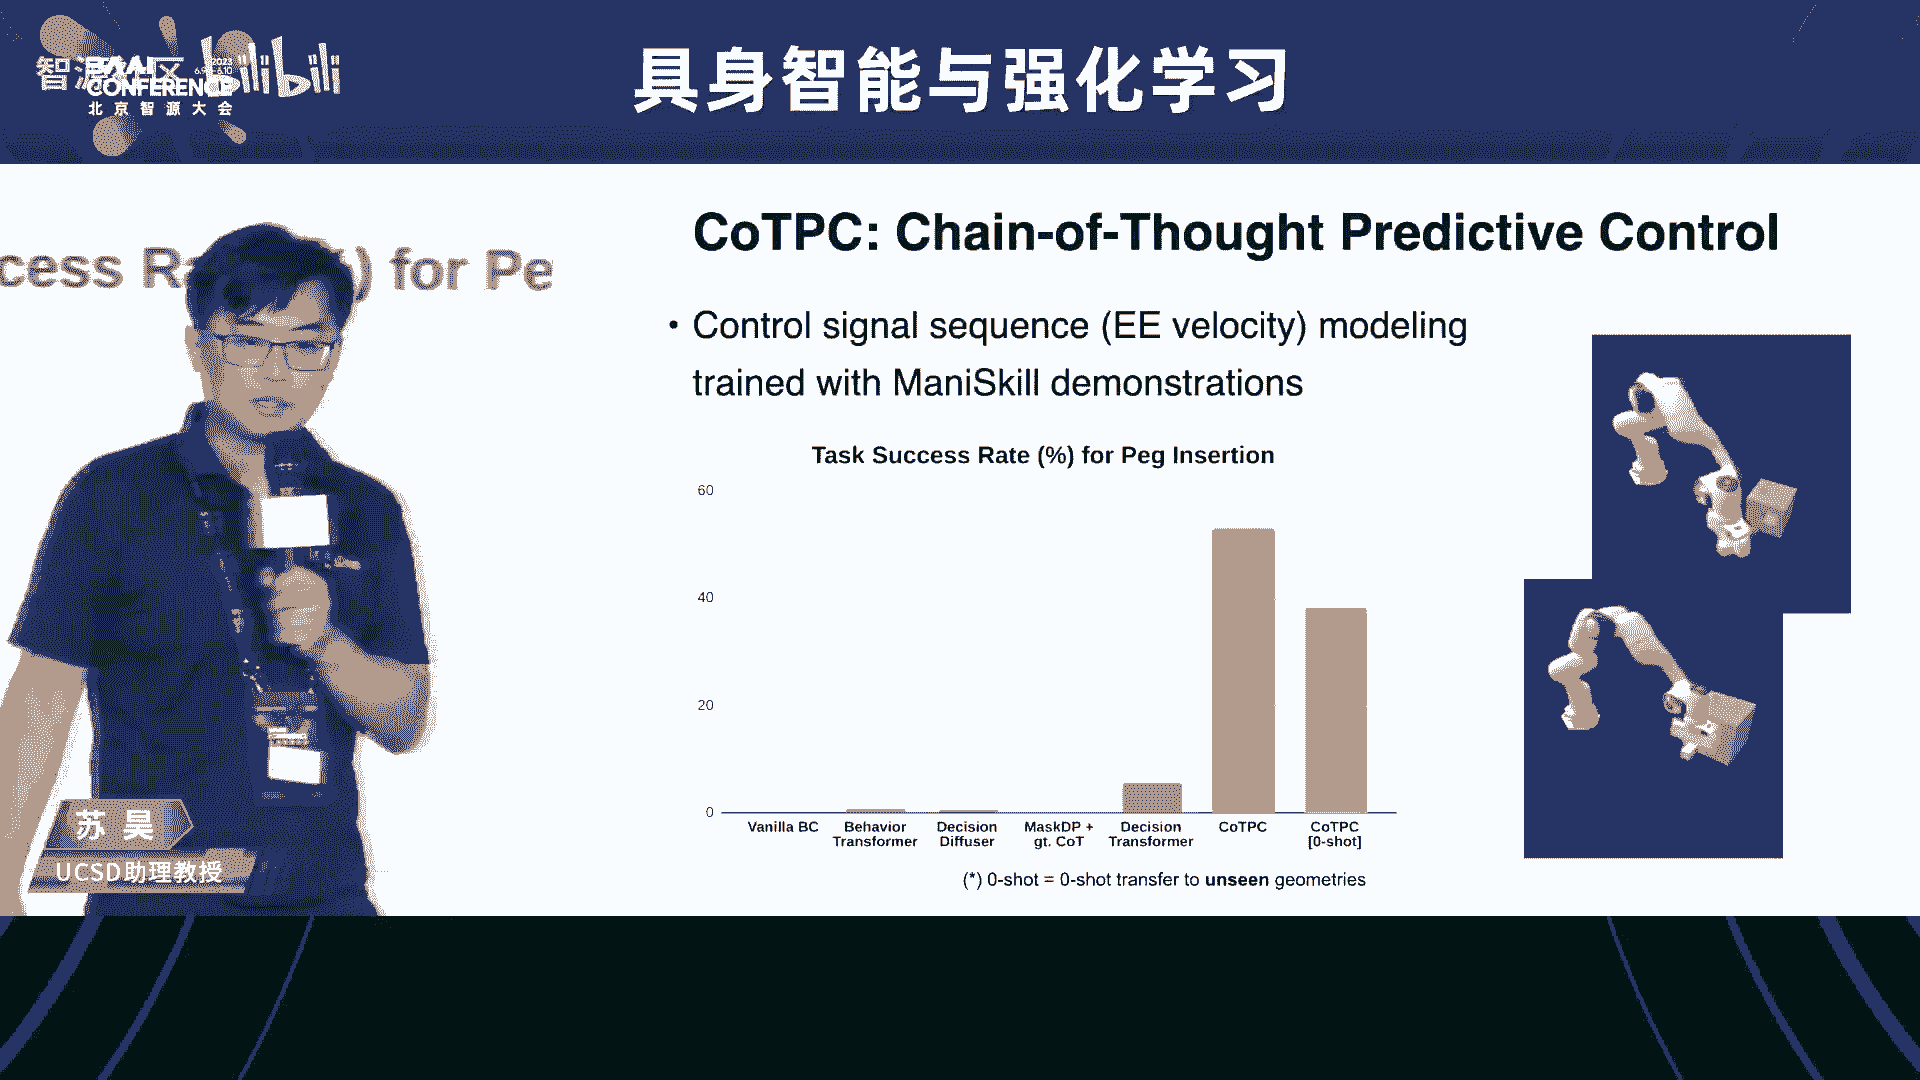 智源社区 bilibili
BAAI 2023
CONFERENCE 6.9-6.10
北京智源大会
具身智能与强化学习
CoTPC: Chain-of-Thought Predictive Control
cess Ra ) for Pe
• Control signal sequence (EE velocity) modeling
trained with ManiSkill demonstrations
Task Success Rate (%) for Peg Insertion
60
40
20
0
Vanilla BC
Behavior
Transformer
Decision
Diffuser
MaskDP +
gt. CoT
Decision
Transformer
CoTPC
CoTPC
[0-shot]
(*) 0-shot = 0-shot transfer to unseen geometries
苏昊
UCSD助理教授